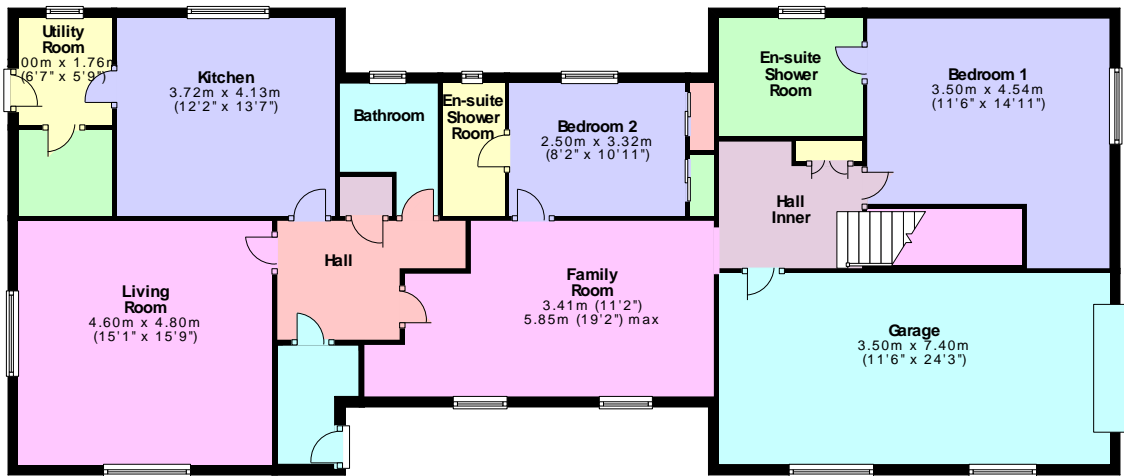 Utility
Room
00m x 1.76m
(6'7" x 5'9")
Kitchen
3.72m x 4.13m
(12'2" x 13'7")
Bathroom
En-suite
Shower
Room
Bedroom 2
2.50m x 3.32m
(8'2" x 10'11")
En-suite
Shower
Room
Bedroom 1
3.50m x 4.54m
(11'6" x 14'11")
Hall
Inner
Hall
Living
Room
4.60m x 4.80m
(15'1" x 15'9")
Family
Room
3.41m (11'2")
5.85m (19'2") max
Garage
3.50m x 7.40m
(11'6" x 24'3")